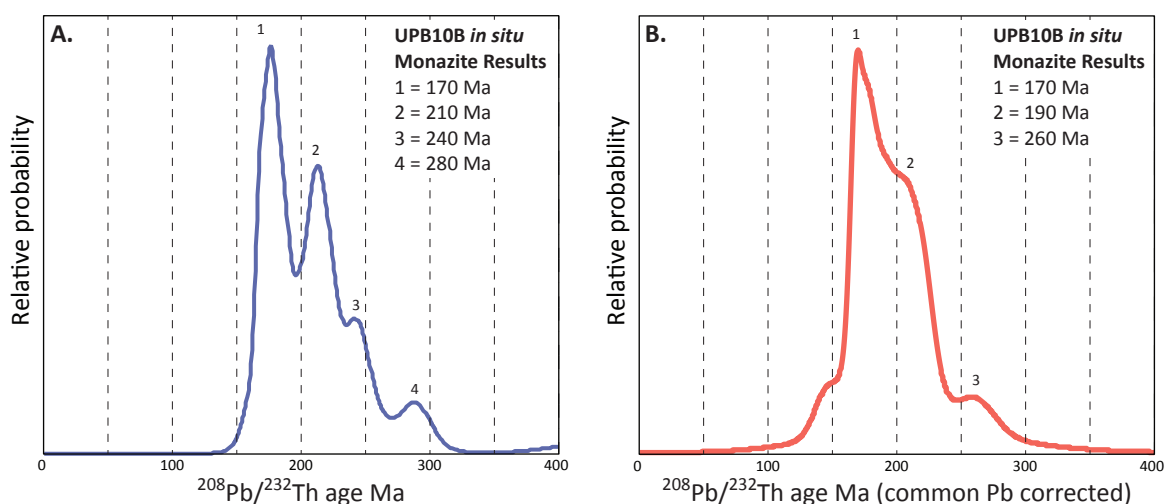 A.
UPB10B in situ
Monazite Results
1 = 170 Ma
2 = 210 Ma
3 = 240 Ma
4 = 280 Ma
1
2
3
4
Relative probability
0 100 200 300 400
²⁰⁸Pb/²³²Th age Ma
B.
UPB10B in situ
Monazite Results
1 = 170 Ma
2 = 190 Ma
3 = 260 Ma
1
2
3
Relative probability
0 100 200 300 400
²⁰⁸Pb/²³²Th age Ma (common Pb corrected)